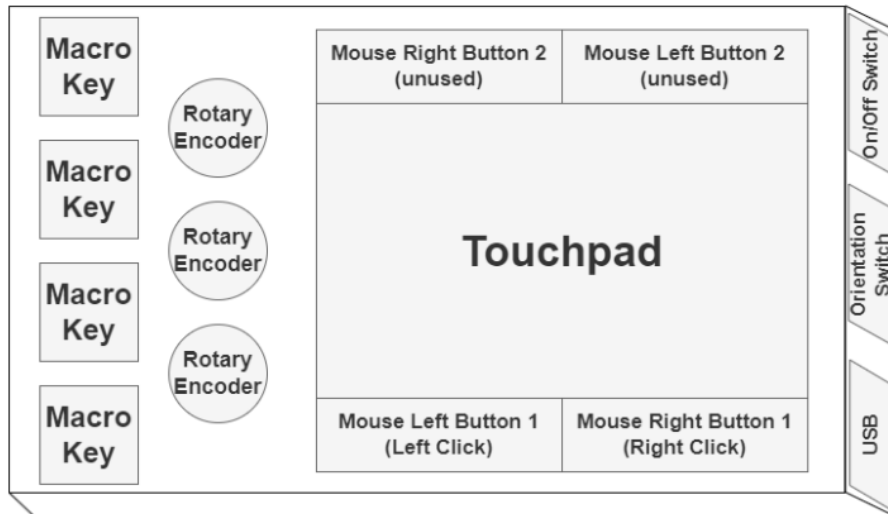 Macro
Key
Macro
Key
Macro
Key
Macro
Key
Rotary
Encoder
Rotary
Encoder
Rotary
Encoder
Mouse Right Button 2
(unused)
Mouse Left Button 2
(unused)
Touchpad
Mouse Left Button 1
(Left Click)
Mouse Right Button 1
(Right Click)
On/Off Switch
Orientation
Switch
USB